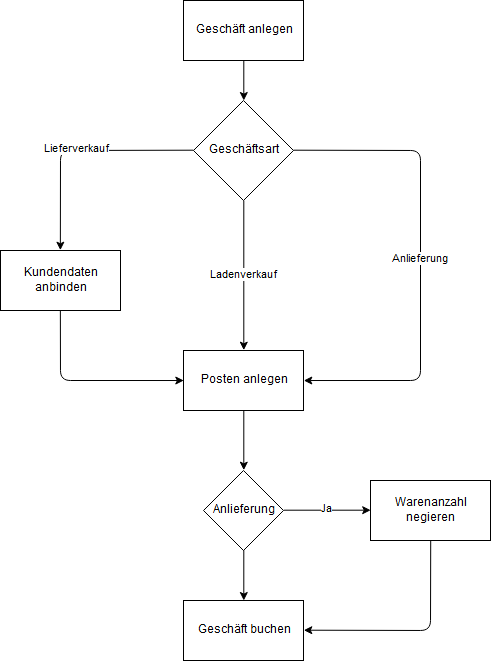 Geschäft anlegen
Geschäftsart
Lieferverkauf
Kundendaten
anbinden
Ladenverkauf
Anlieferung
Posten anlegen
Anlieferung
Ja
Warenanzahl
negieren
Geschäft buchen